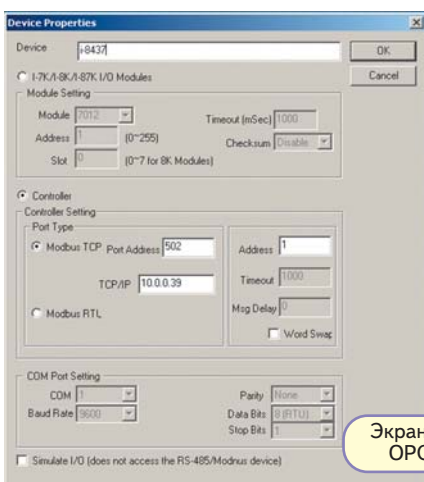 Device Properties
Device i-8437
OK
I-7K/I-8K/I-87K I/O Modules
Cancel
Module Setting
Module 7012
Timeout (mSec) 1000
Address 1 (0~255)
Checksum Disable
Slot 0 (0~7 for 8K Modules)
Controller
Controller Setting
Port Type
Modbus TCP Port Address 502
Address 1
TCP/IP 10.0.0.39
Timeout 1000
Modbus RTL
Msg Delay 0
Word Swap
COM Port Setting
COM 1
Parity None
Baud Rate 9600
Data Bits 8 (RTU)
Stop Bits 1
Simulate I/O (does not access the RS-485/Modnus device)
Экран